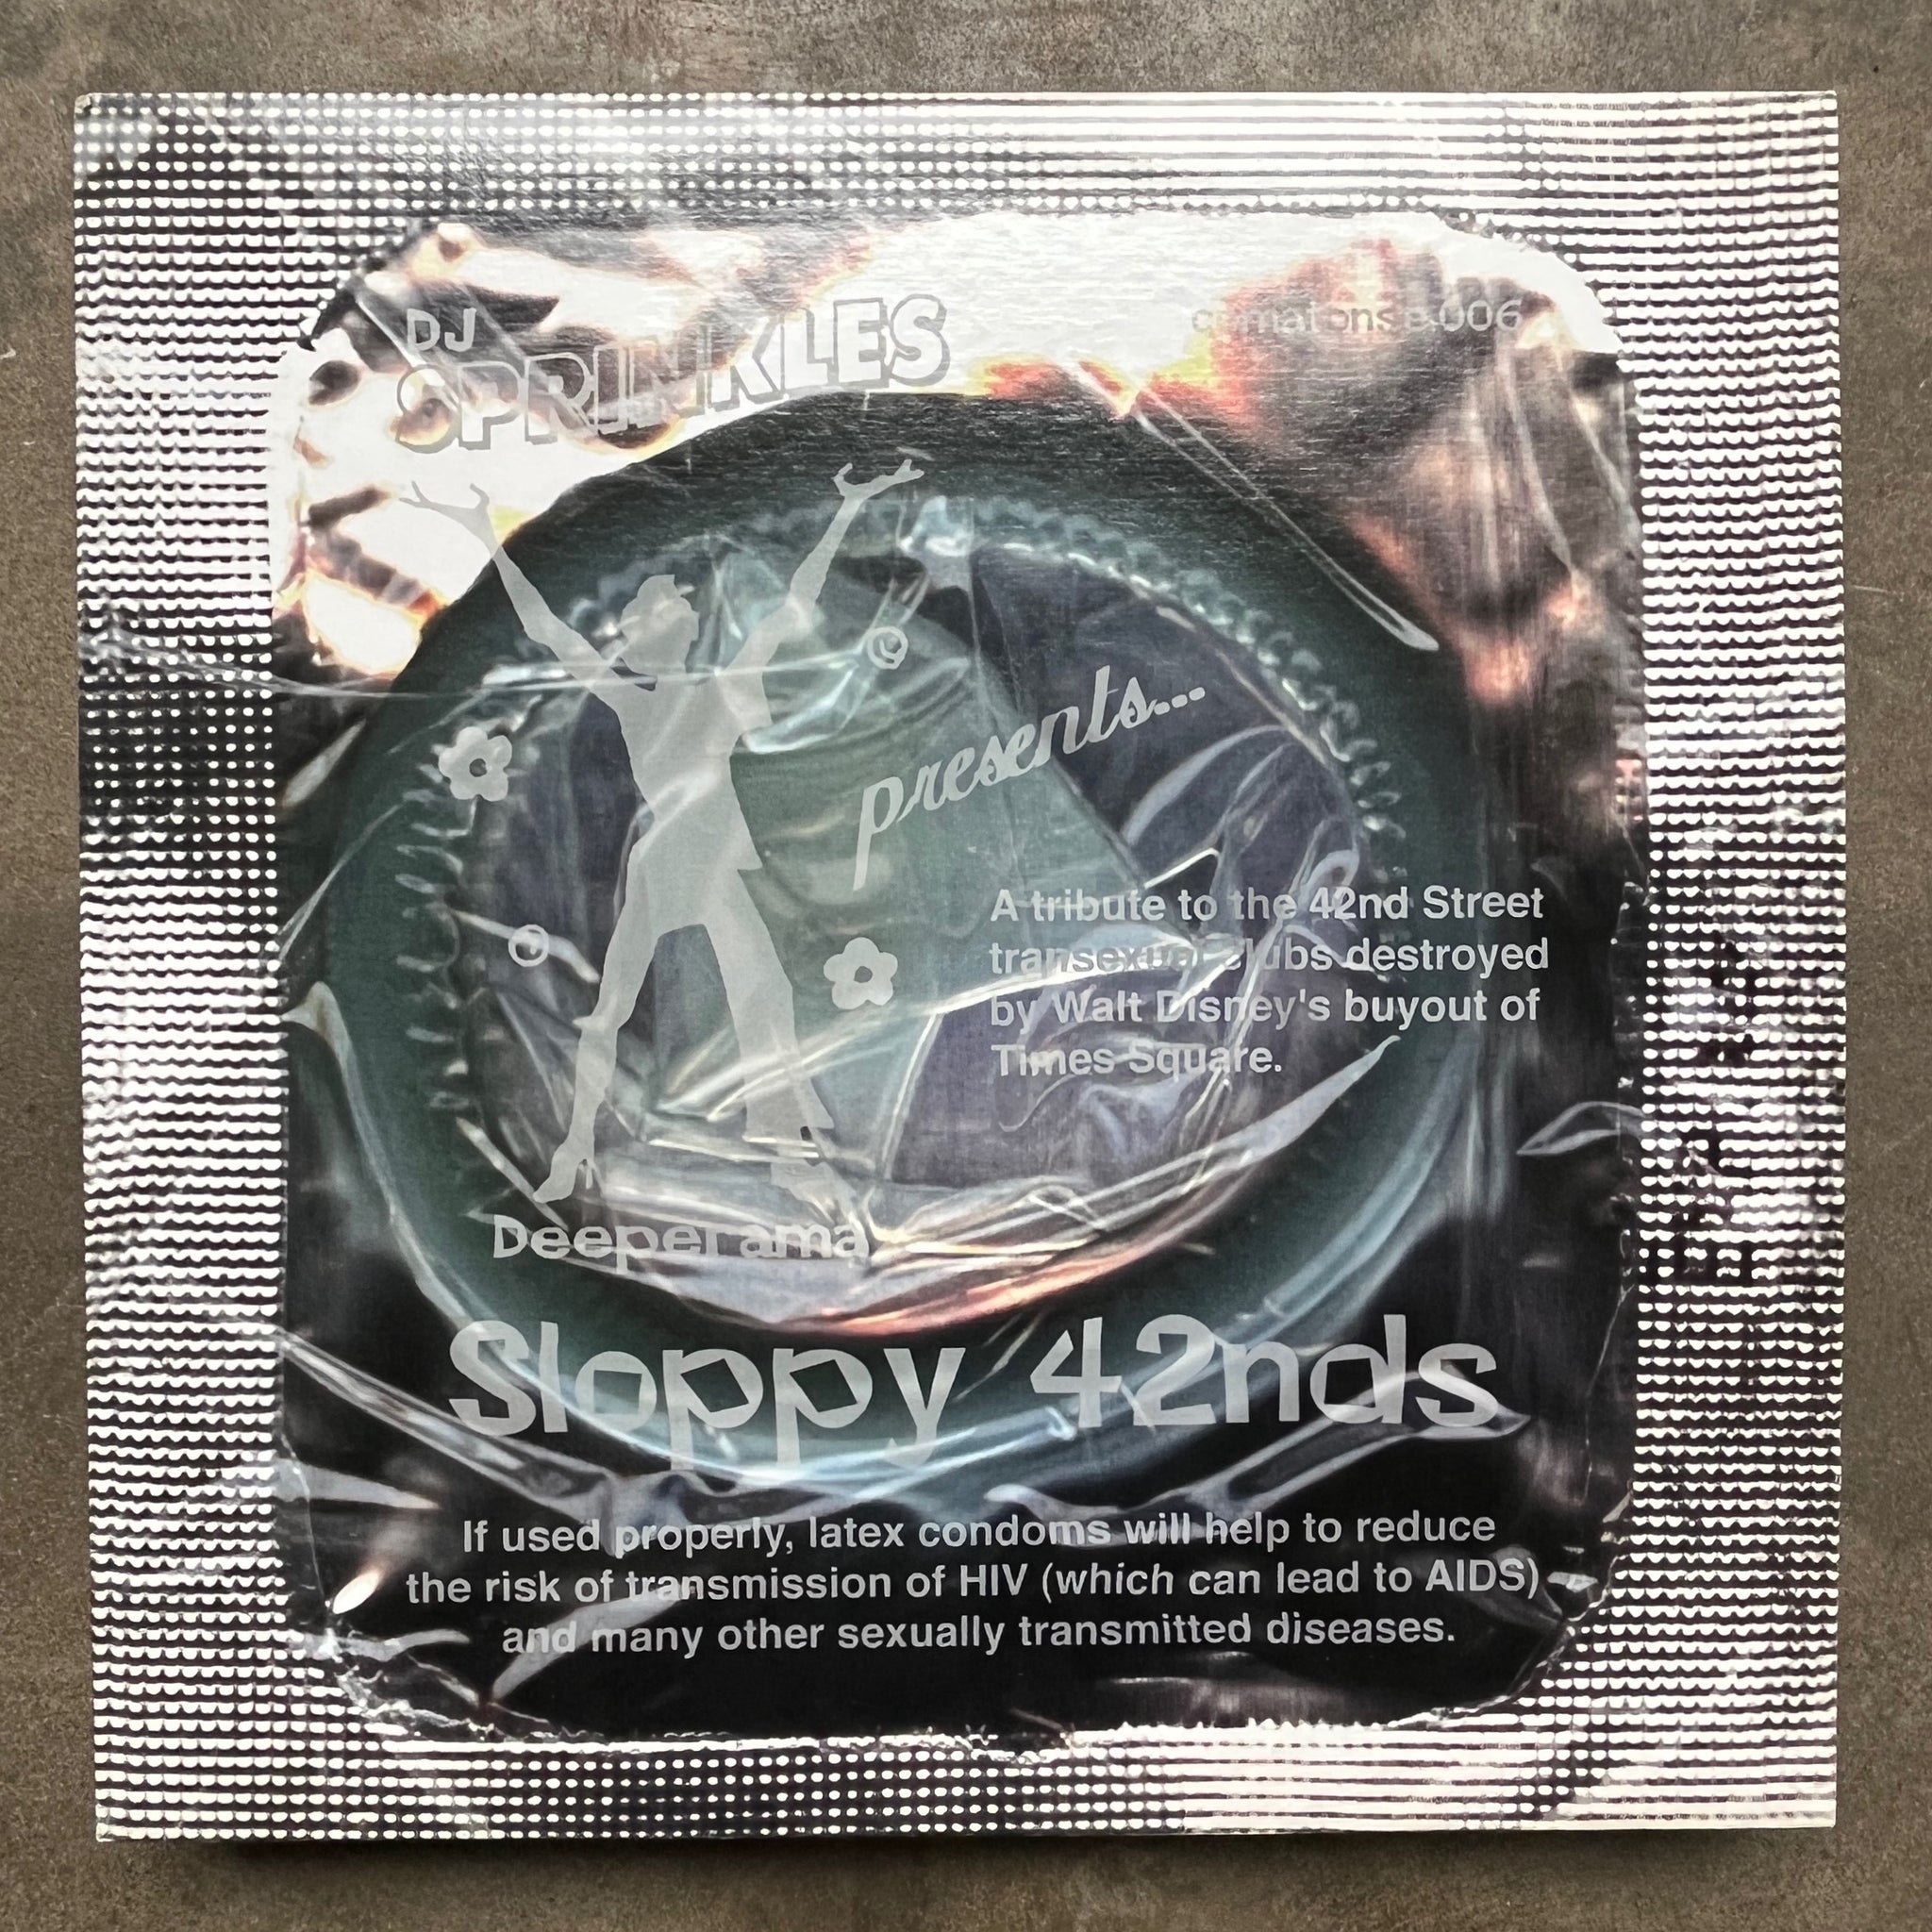 DJ
SPRINKLES
comatonse.006
presents...
A tribute to the 42nd Street
transexual clubs destroyed
by Walt Disney's buyout of
Times Square.
Deeperama
Sloppy 42nds
If used properly, latex condoms will help to reduce
the risk of transmission of HIV (which can lead to AIDS)
and many other sexually transmitted diseases.